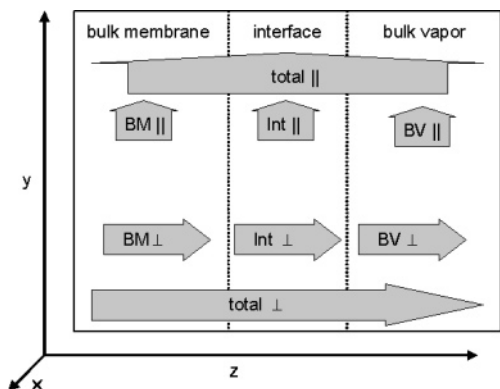 bulk membrane interface bulk vapor
total ||
BM || Int || BV ||
y
BM ⊥ Int ⊥ BV ⊥
total ⊥
z
x